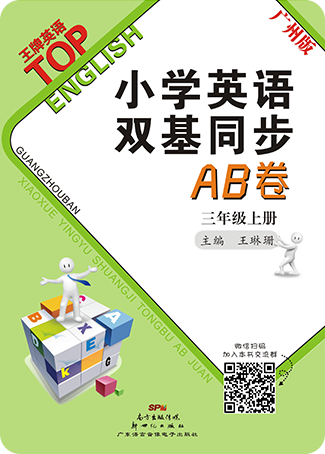 王牌英语
TOP
ENGLISH
广州版
小学英语
双基同步
AB卷
三年级上册
主编 王琳珊
GUANGZHOUBAN
XIAOXUE YINGYU SHUANGJI TONGBU AB JUAN
微信扫码
加入本书交流群
SPM
南方出版传媒
新世纪出版社
广东语言音像电子出版社